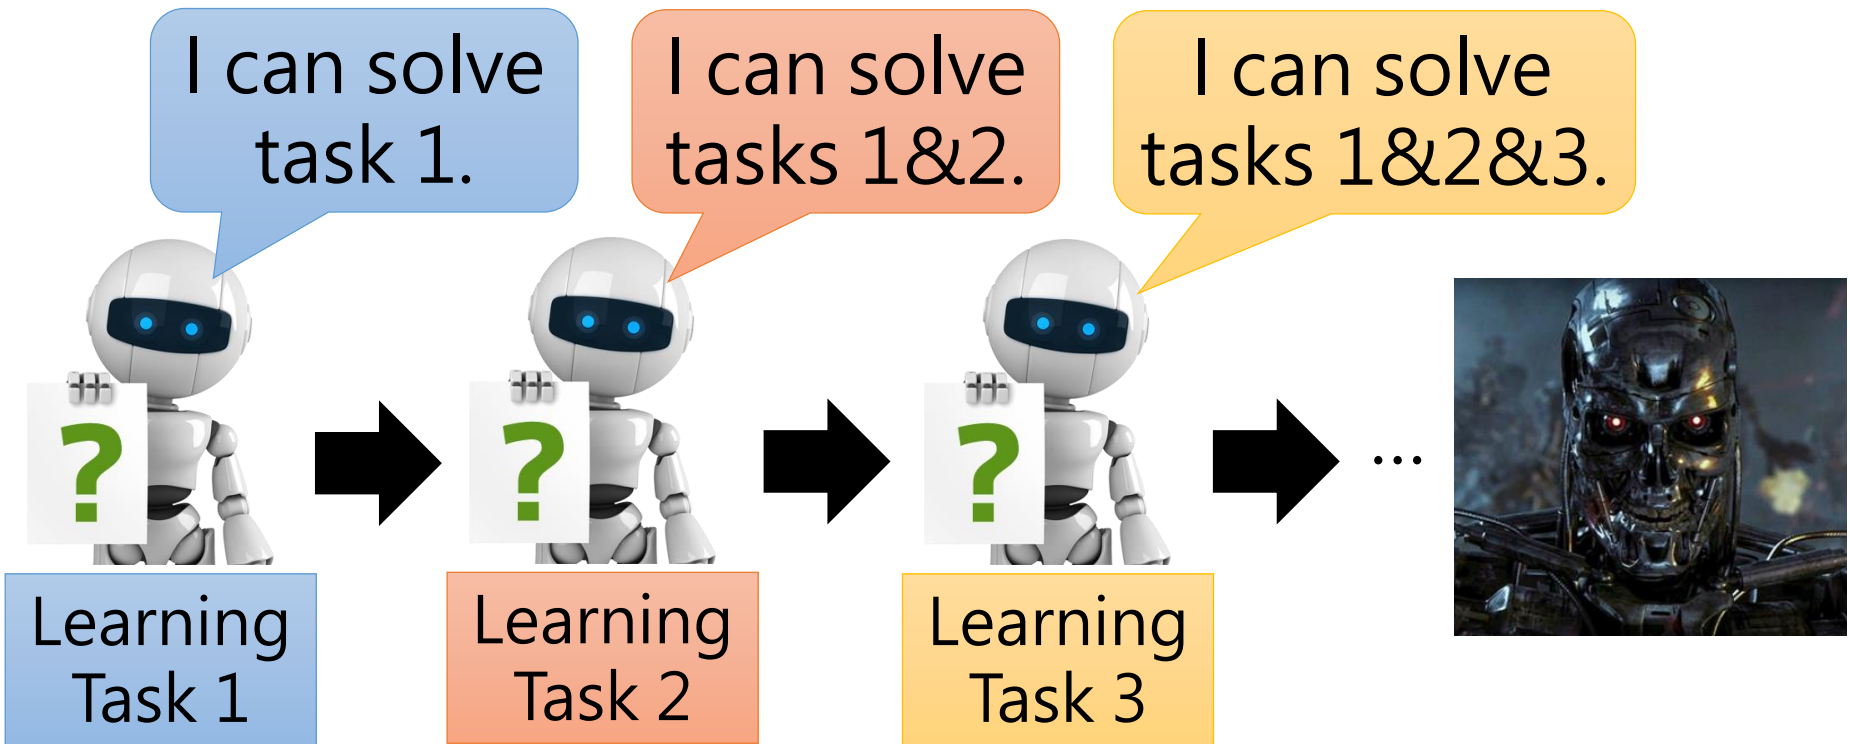 I can solve
task 1.
I can solve
tasks 1&2.
I can solve
tasks 1&2&3.
?
?
?
...
Learning
Task 1
Learning
Task 2
Learning
Task 3